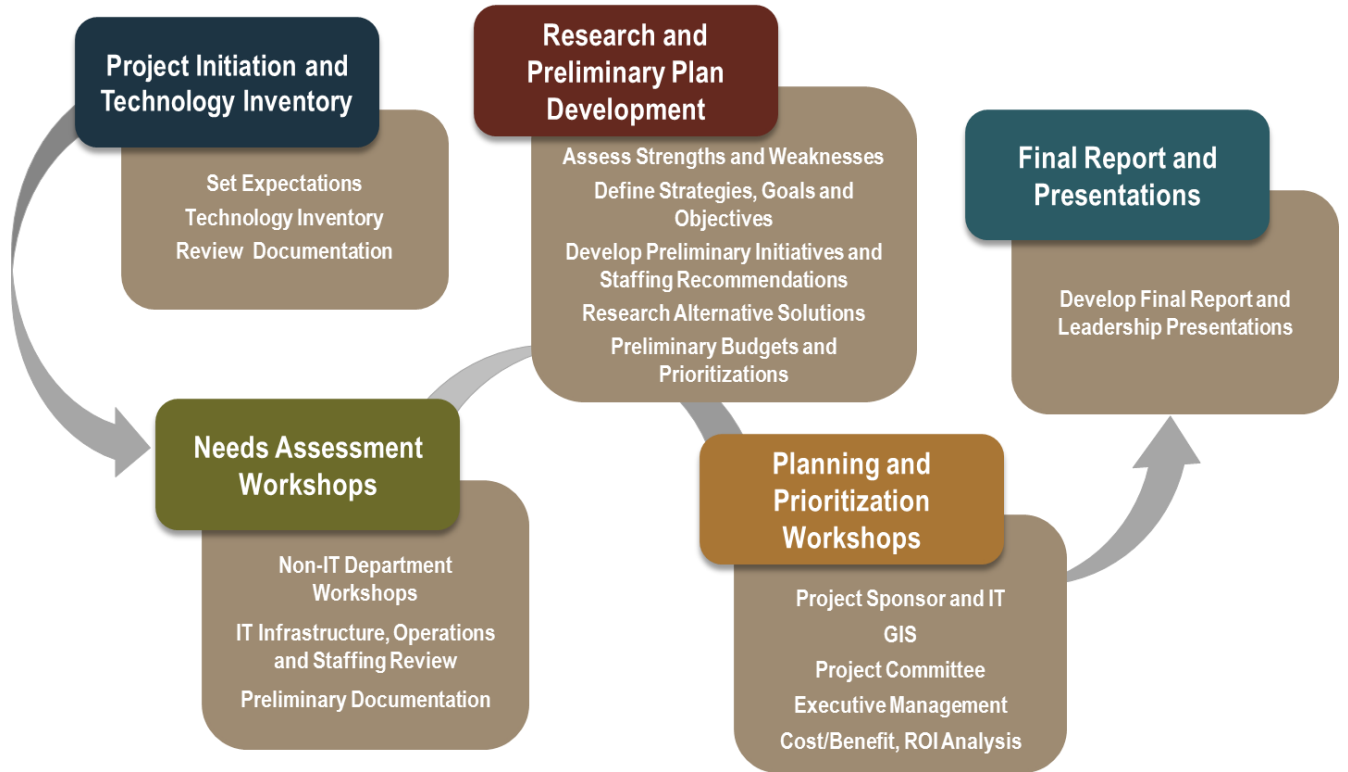 Project Initiation and
Technology Inventory
Set Expectations
Technology Inventory
Review Documentation
Needs Assessment
Workshops
Non-IT Department
Workshops
IT Infrastructure, Operations
and Staffing Review
Preliminary Documentation
Research and
Preliminary Plan
Development
Assess Strengths and Weaknesses
Define Strategies, Goals and
Objectives
Develop Preliminary Initiatives and
Staffing Recommendations
Research Alternative Solutions
Preliminary Budgets and
Prioritizations
Planning and
Prioritization
Workshops
Project Sponsor and IT
GIS
Project Committee
Executive Management
Cost/Benefit, ROI Analysis
Final Report and
Presentations
Develop Final Report and
Leadership Presentations